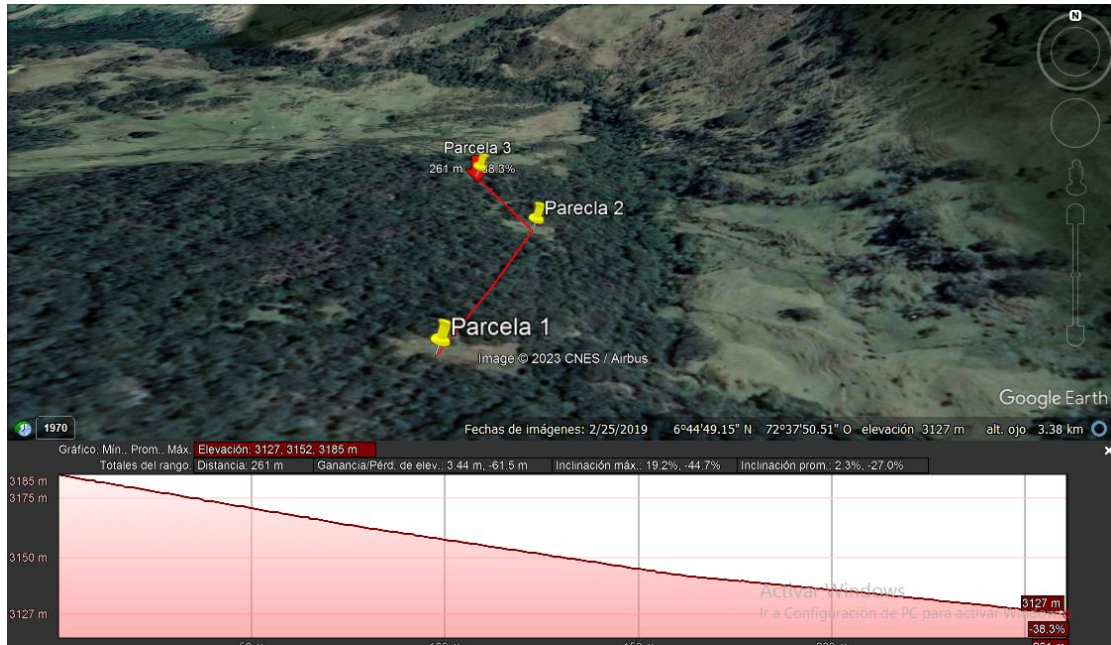 N
Parcela 3
261 m
38.3%
Parecla 2
Parcela 1
Image © 2023 CNES / Airbus
Google Earth
1970
Fechas de imágenes: 2/25/2019 6°44'49.15" N 72°37'50.51" O elevación 3127 m alt. ojo 3.38 km
Gráfico: Mín., Prom., Máx. Elevación: 3127, 3152, 3185 m
Totales del rango: Distancia: 261 m Ganancia/Pérd. de elev.: 3.44 m, -61.5 m Inclinación máx.: 19.2%, -44.7% Inclinación prom.: 2.3%, -27.0%
3185 m
3175 m
3150 m
Activar Windows
3127 m
3127 m
Ir a Configuración de PC para activar Windows
-38.3%